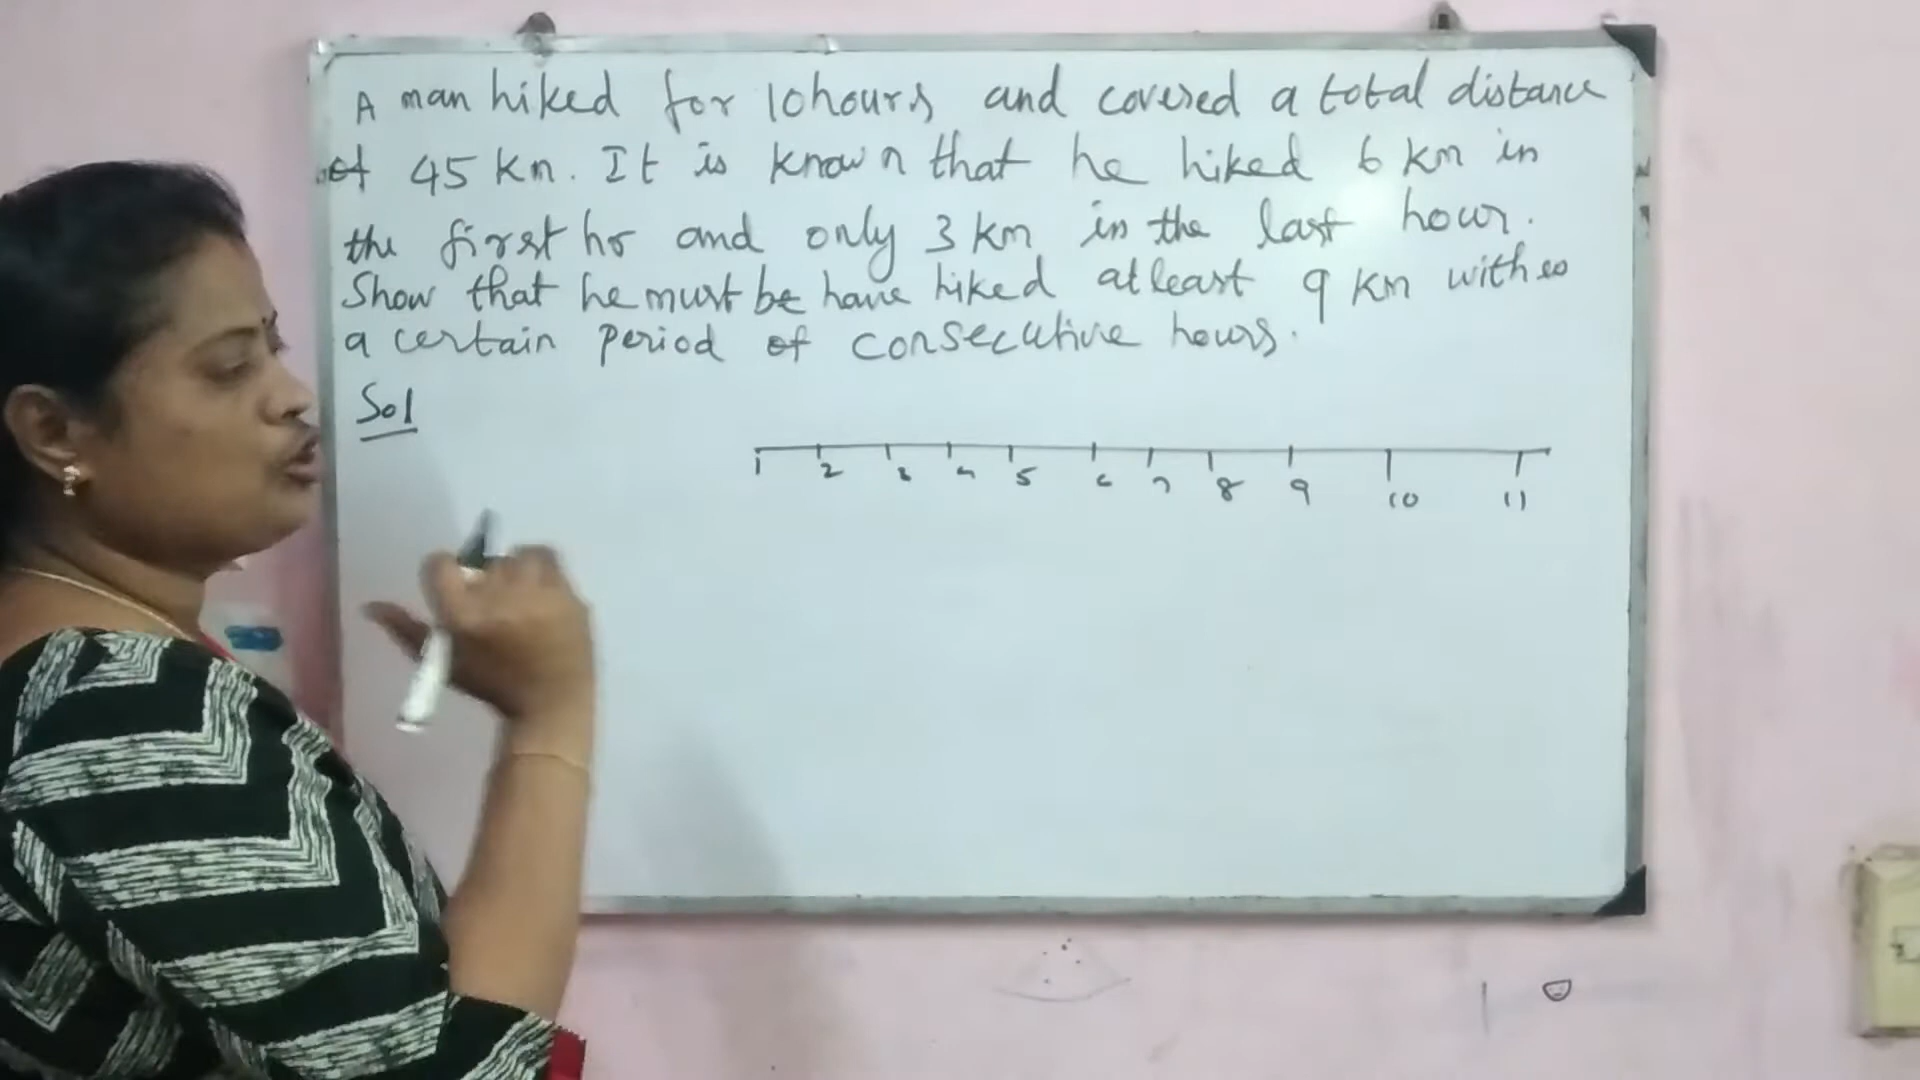 A man hiked for 10 hours and covered a total distance
of 45 km. It is known that he hiked 6 km in
the first hr and only 3 km in the last hour.
Show that he must be have hiked atleast 9 km with in
a certain period of consecutive hours.
Sol
1 2 3 4 5 6 7 8 9 10 11